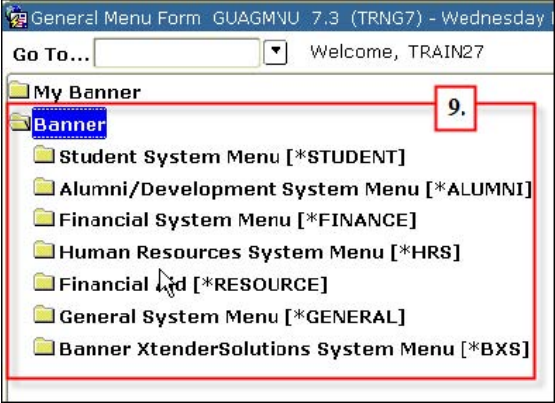 General Menu Form GUAGMNU 7.3 (TRNG7) - Wednesday
Go To... Welcome, TRAIN27
My Banner
9.
Banner
Student System Menu [*STUDENT]
Alumni/Development System Menu [*ALUMNI]
Financial System Menu [*FINANCE]
Human Resources System Menu [*HRS]
Financial Aid [*RESOURCE]
General System Menu [*GENERAL]
Banner XtenderSolutions System Menu [*BXS]